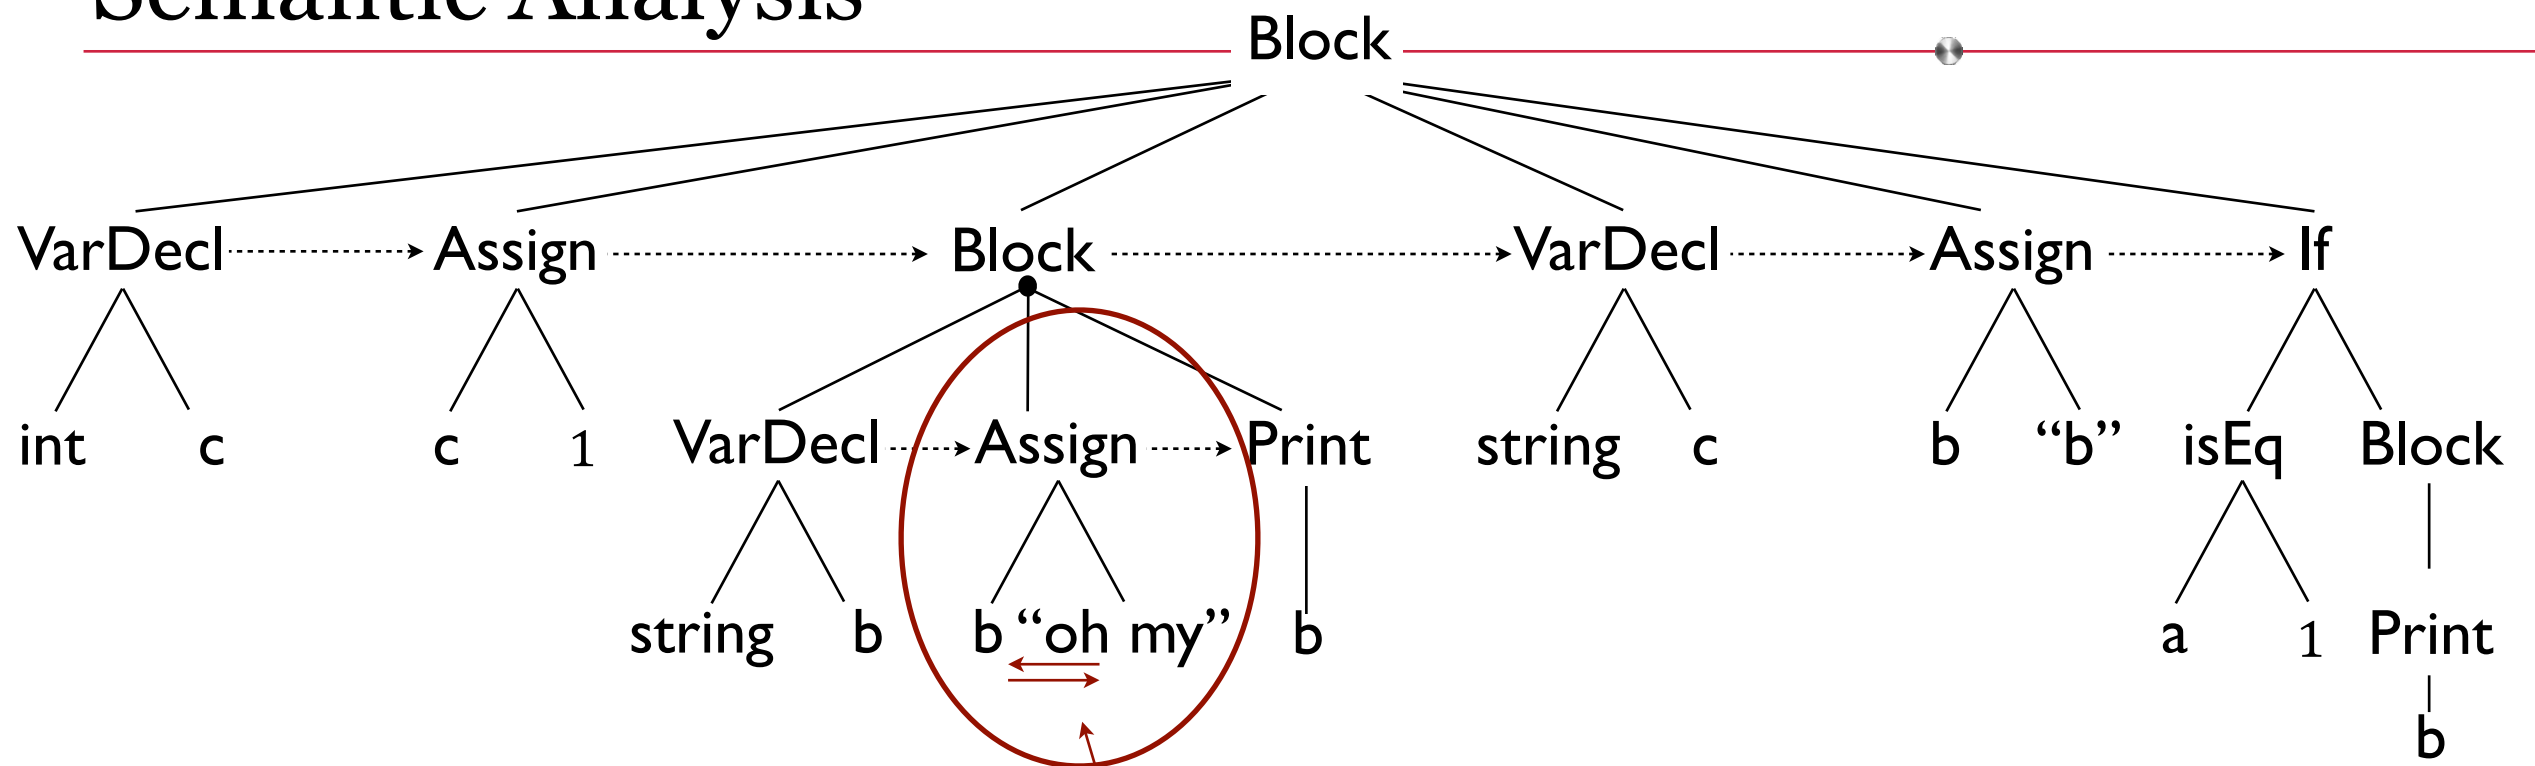 Semantic Analysis
Block
VarDecl Assign Block VarDecl Assign If
int c c 1 VarDecl Assign Print string c b “b” isEq Block
string b b “oh my” b a 1 Print
b